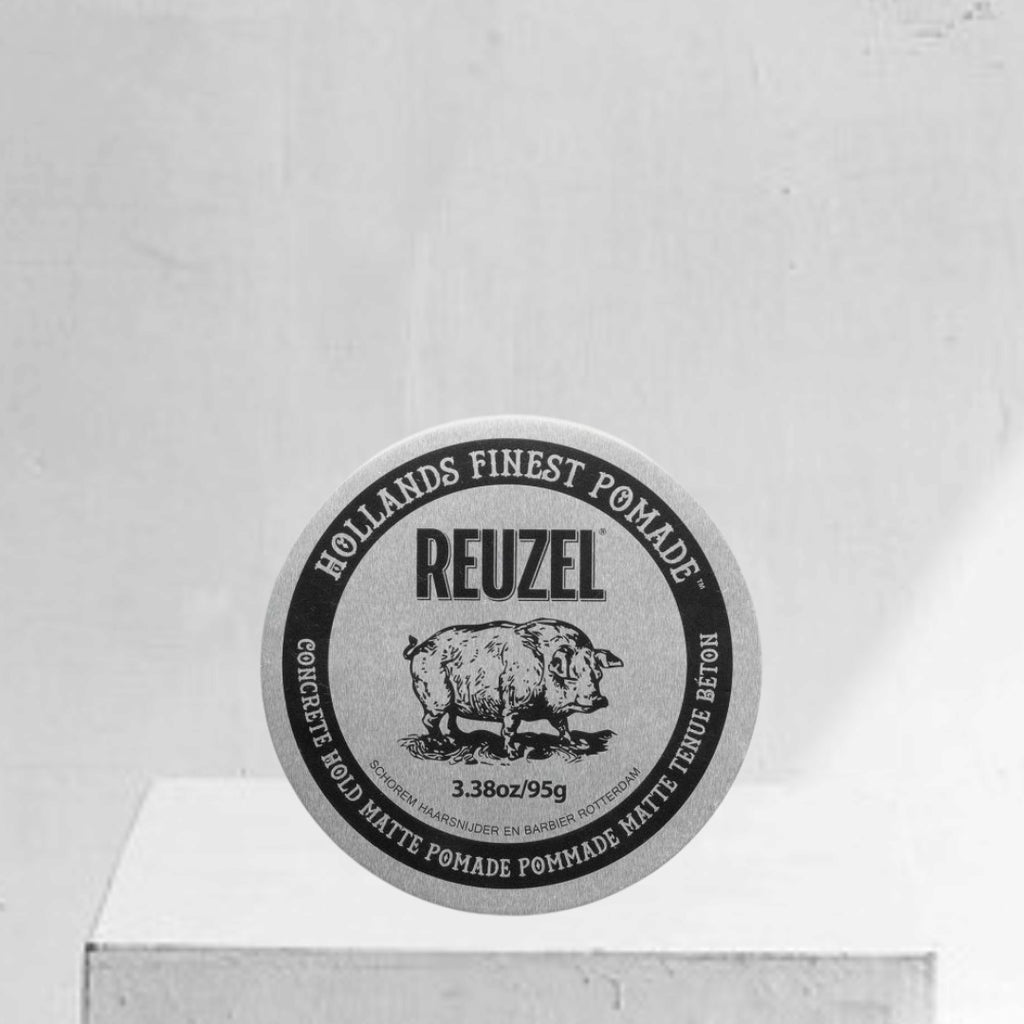 HOLLANDS FINEST POMADE™
REUZEL®
3.38oz/95g
SCHOREM HAARSNIJDER EN BARBIER ROTTERDAM
CONCRETE HOLD MATTE POMADE POMMADE MATTE TENUE BÉTON